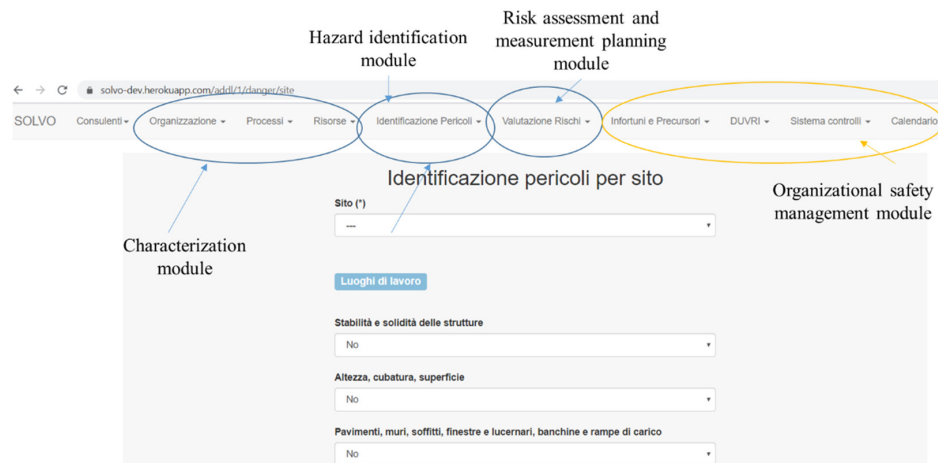 Risk assessment and
measurement planning
module
Hazard identification
module
solvo-dev.herokuapp.com/addl/1/danger/site
SOLVO Consulenti Organizzazione Processi Risorse Identificazione Pericoli Valutazione Rischi Infortuni e Precursori DUVRI Sistema controlli Calendario
Identificazione pericoli per sito
Sito (*)
---
Organizational safety
management module
Characterization
module
Luoghi di lavoro
Stabilità e solidità delle strutture
No
Altezza, cubatura, superficie
No
Pavimenti, muri, soffitti, finestre e lucernari, banchine e rampe di carico
No